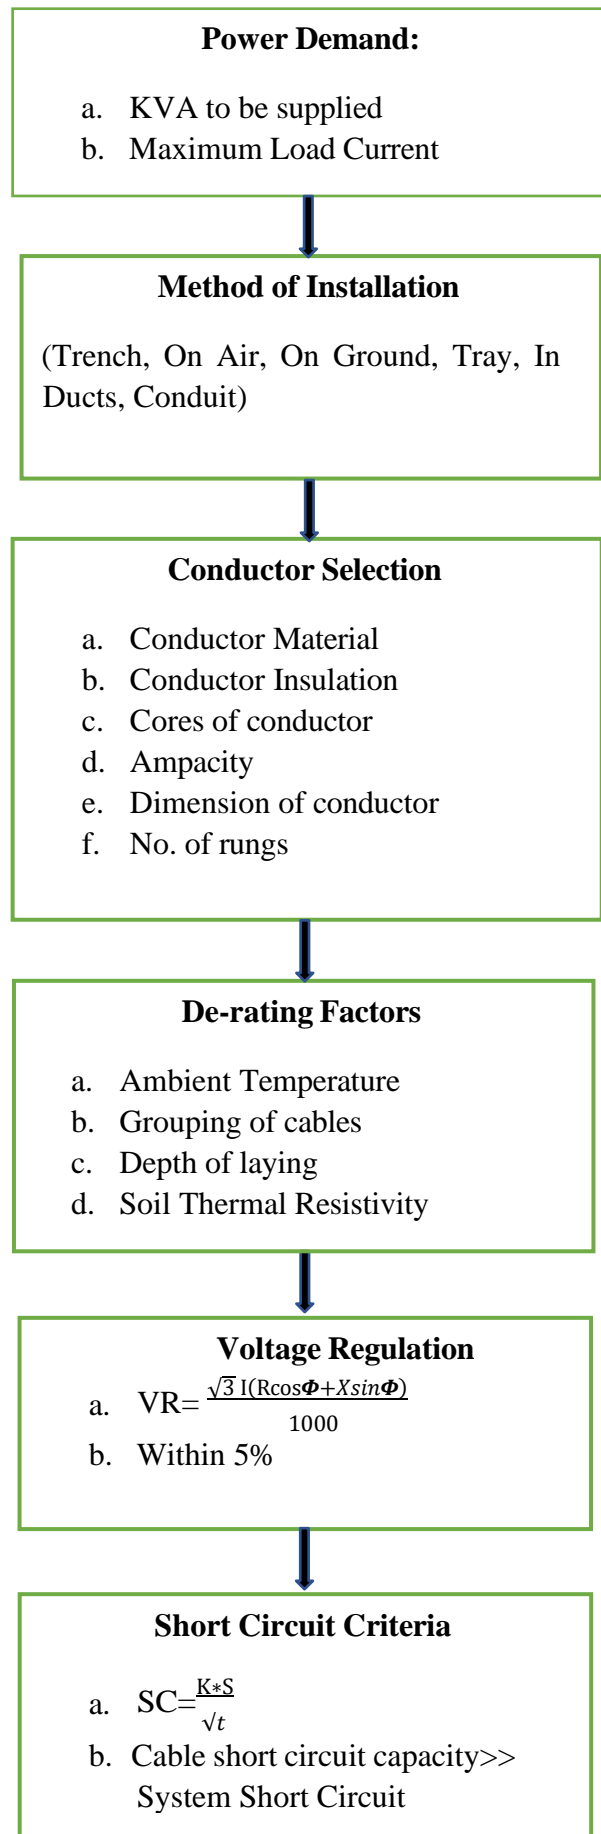 Power Demand:
a. KVA to be supplied
b. Maximum Load Current
Method of Installation
(Trench, On Air, On Ground, Tray, In
Ducts, Conduit)
Conductor Selection
a. Conductor Material
b. Conductor Insulation
c. Cores of conductor
d. Ampacity
e. Dimension of conductor
f. No. of rungs
De-rating Factors
a. Ambient Temperature
b. Grouping of cables
c. Depth of laying
d. Soil Thermal Resistivity
Voltage Regulation
a. VR= √3 I(RcosΦ+XsinΦ)
1000
b. Within 5%
Short Circuit Criteria
a. SC= K*S
√t
b. Cable short circuit capacity>>
System Short Circuit